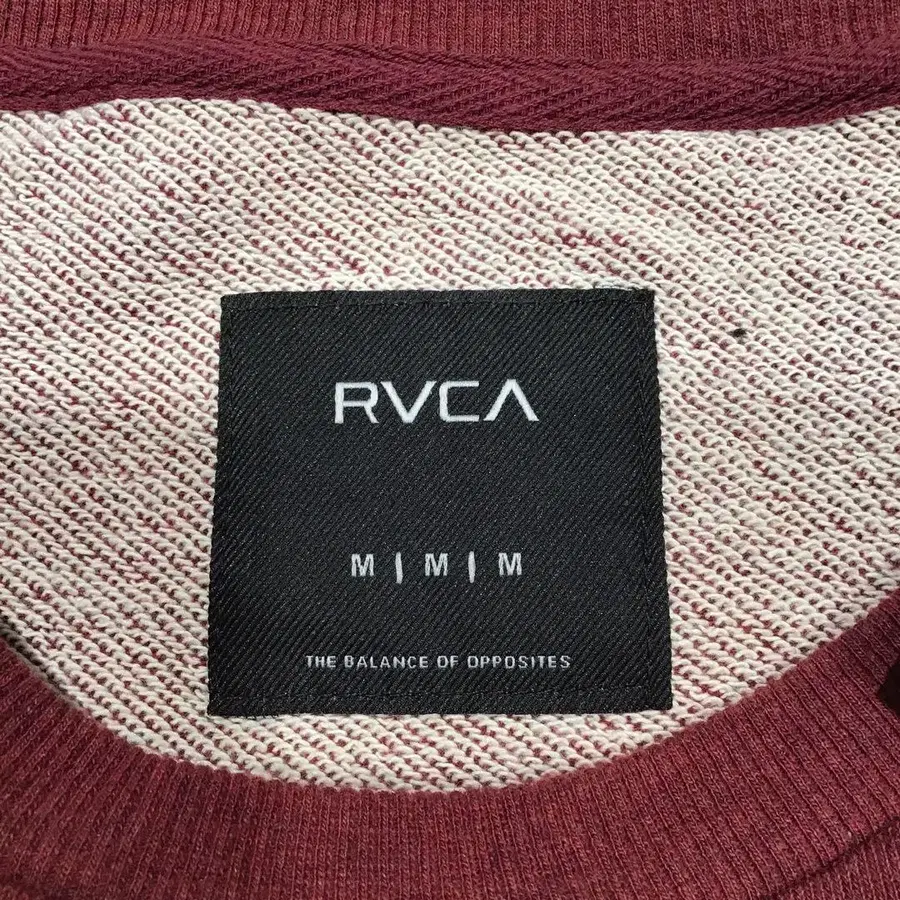 RVCA
M | M | M
THE BALANCE OF OPPOSITES